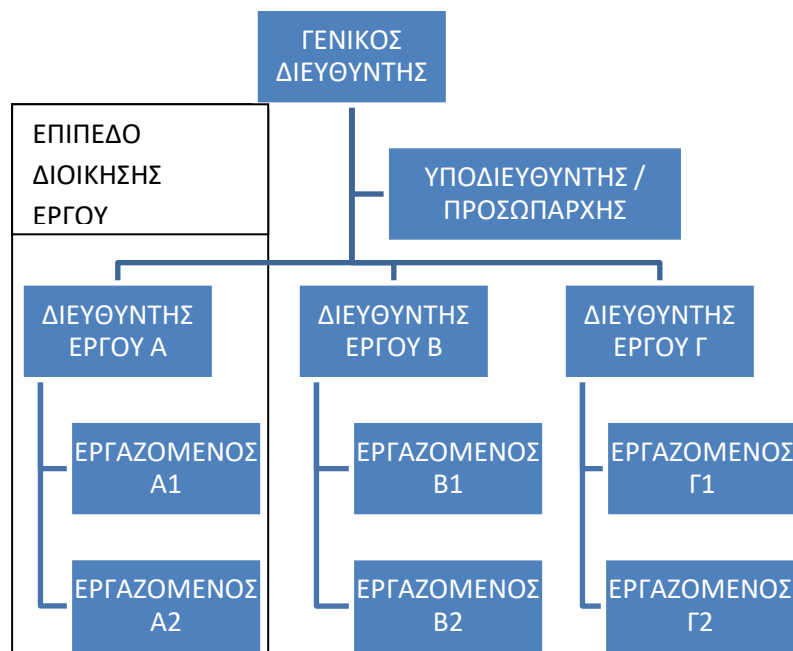 ΓΕΝΙΚΟΣ
ΔΙΕΥΘΥΝΤΗΣ
ΕΠΙΠΕΔΟ
ΔΙΟΙΚΗΣΗΣ
ΕΡΓΟΥ
ΥΠΟΔΙΕΥΘΥΝΤΗΣ /
ΠΡΟΣΩΠΑΡΧΗΣ
ΔΙΕΥΘΥΝΤΗΣ
ΕΡΓΟΥ Α
ΔΙΕΥΘΥΝΤΗΣ
ΕΡΓΟΥ Β
ΔΙΕΥΘΥΝΤΗΣ
ΕΡΓΟΥ Γ
ΕΡΓΑΖΟΜΕΝΟΣ
Α1
ΕΡΓΑΖΟΜΕΝΟΣ
Β1
ΕΡΓΑΖΟΜΕΝΟΣ
Γ1
ΕΡΓΑΖΟΜΕΝΟΣ
Α2
ΕΡΓΑΖΟΜΕΝΟΣ
Β2
ΕΡΓΑΖΟΜΕΝΟΣ
Γ2